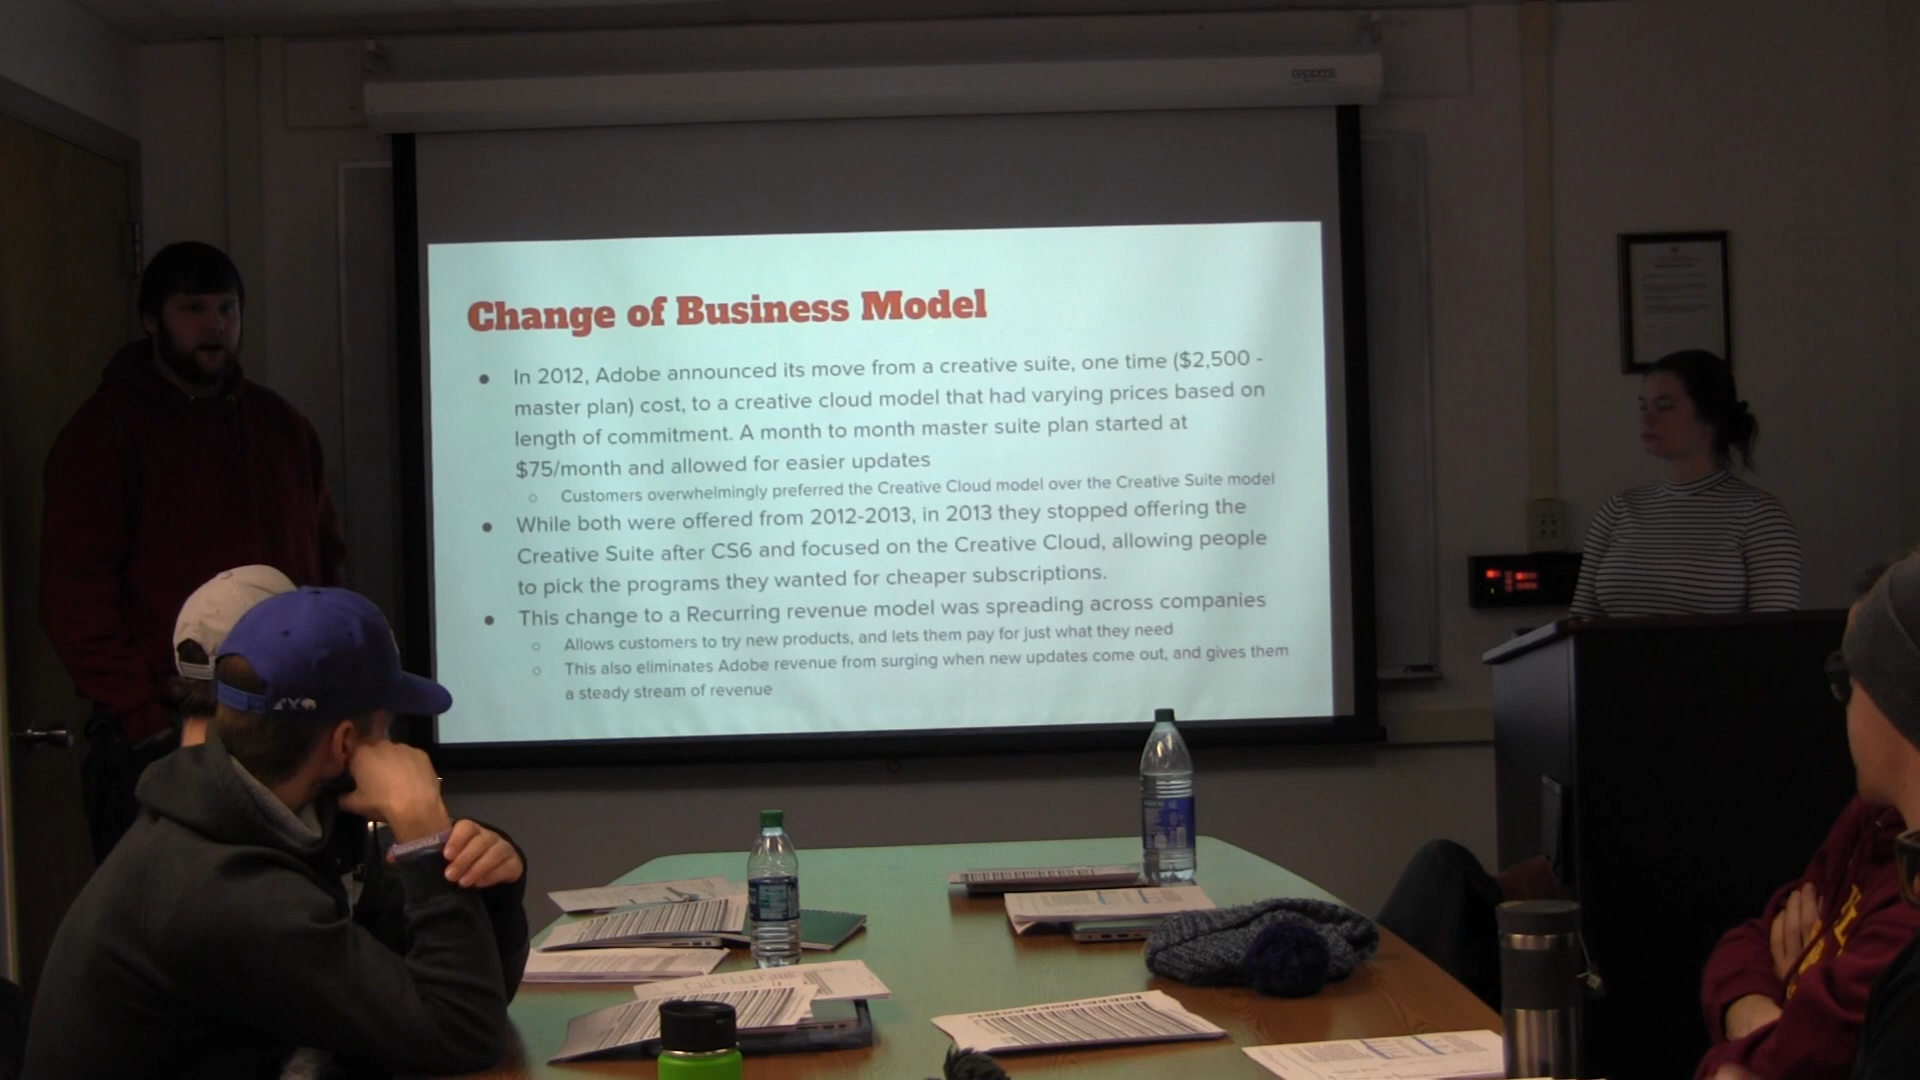 Change of Business Model
In 2012, Adobe announced its move from a creative suite, one time ($2,500 -
master plan) cost, to a creative cloud model that had varying prices based on
length of commitment. A month to month master suite plan started at
$75/month and allowed for easier updates
Customers overwhelmingly preferred the Creative Cloud model over the Creative Suite model
While both were offered from 2012-2013, in 2013 they stopped offering the
Creative Suite after CS6 and focused on the Creative Cloud, allowing people
to pick the programs they wanted for cheaper subscriptions.
This change to a Recurring revenue model was spreading across companies
Allows customers to try new products, and lets them pay for just what they need
This also eliminates Adobe revenue from surging when new updates come out, and gives them
a steady stream of revenue